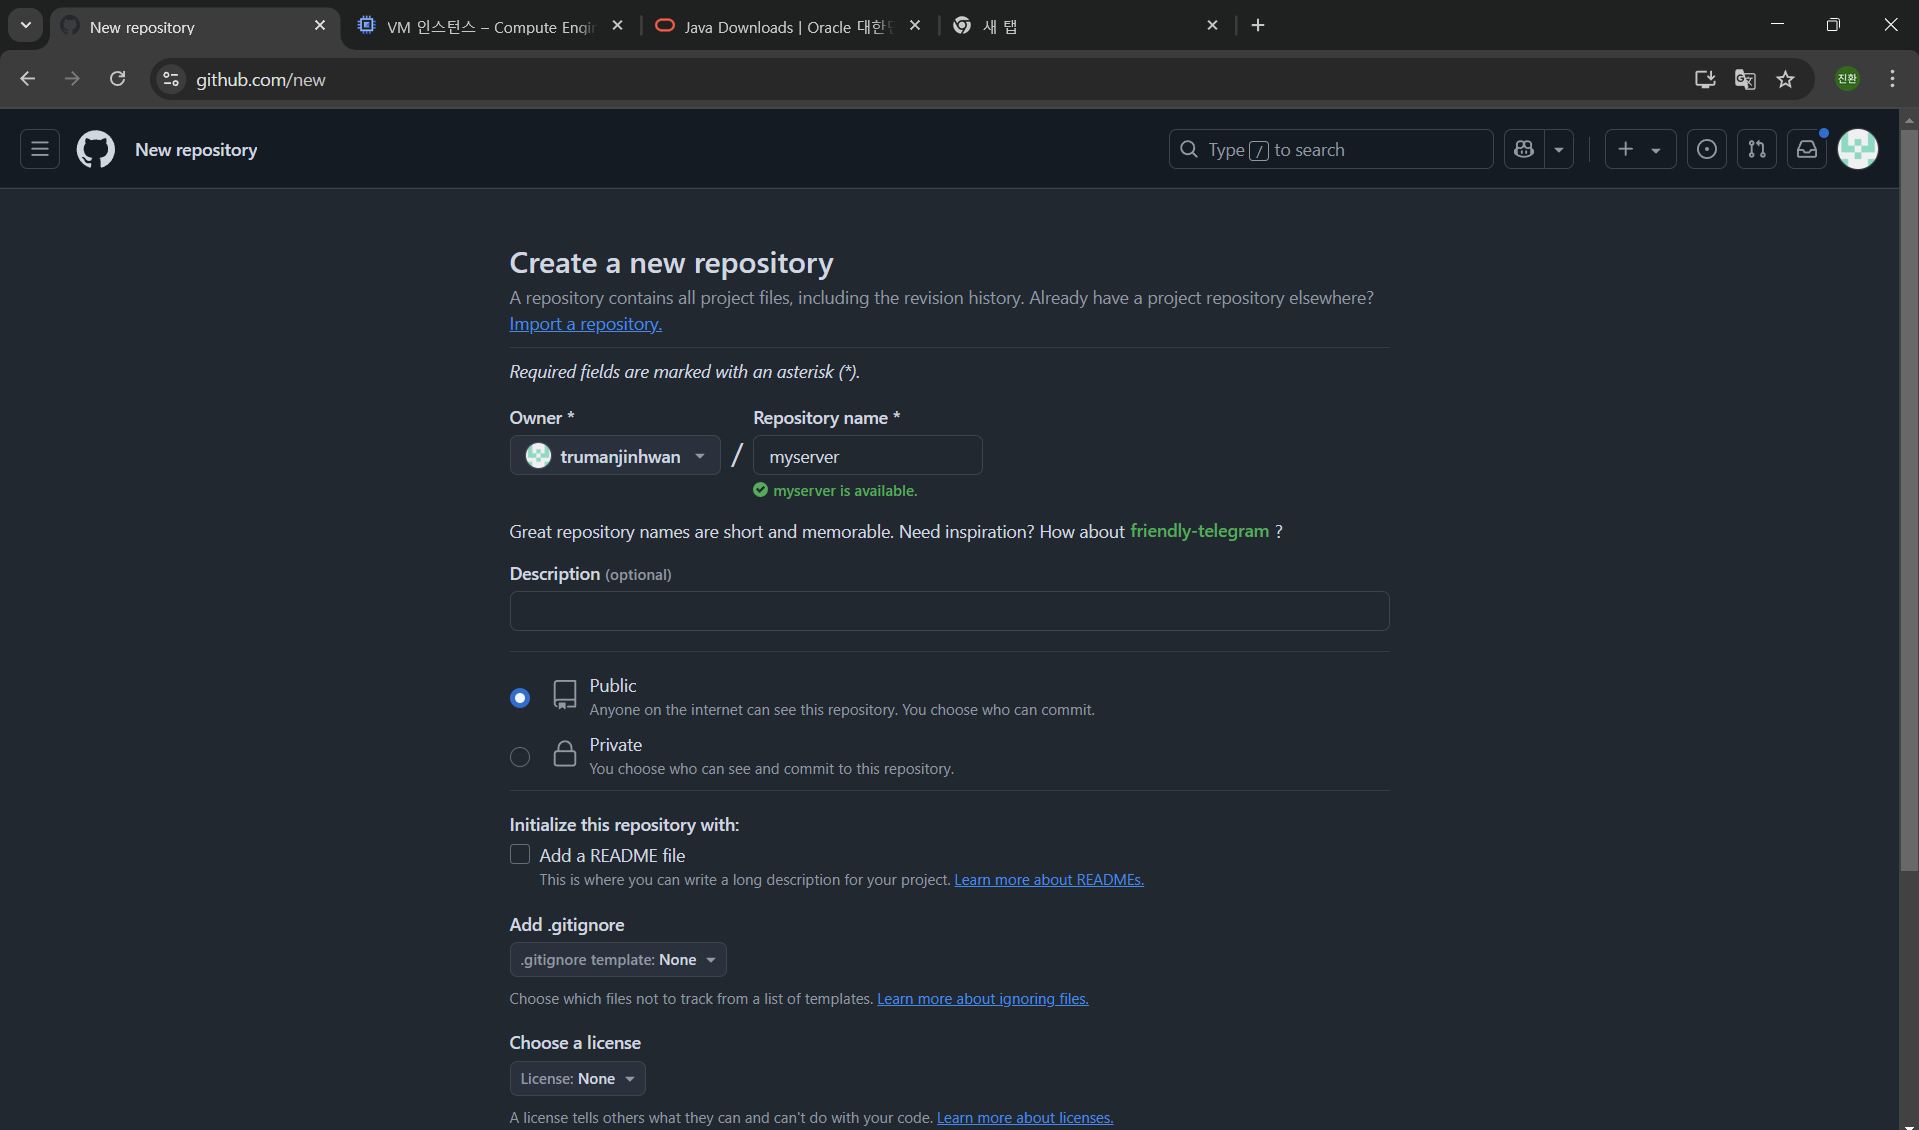 New repository
VM 인스턴스 – Compute Engi
Java Downloads | Oracle 대한
새 탭
github.com/new
진환
New repository
Type / to search
Create a new repository
A repository contains all project files, including the revision history. Already have a project repository elsewhere?
Import a repository.
Required fields are marked with an asterisk (*).
Owner *
Repository name *
trumanjinhwan
/
myserver
myserver is available.
Great repository names are short and memorable. Need inspiration? How about friendly-telegram ?
Description (optional)
Public
Anyone on the internet can see this repository. You choose who can commit.
Private
You choose who can see and commit to this repository.
Initialize this repository with:
Add a README file
This is where you can write a long description for your project. Learn more about READMEs.
Add .gitignore
.gitignore template: None
Choose which files not to track from a list of templates. Learn more about ignoring files.
Choose a license
License: None
A license tells others what they can and can't do with your code. Learn more about licenses.